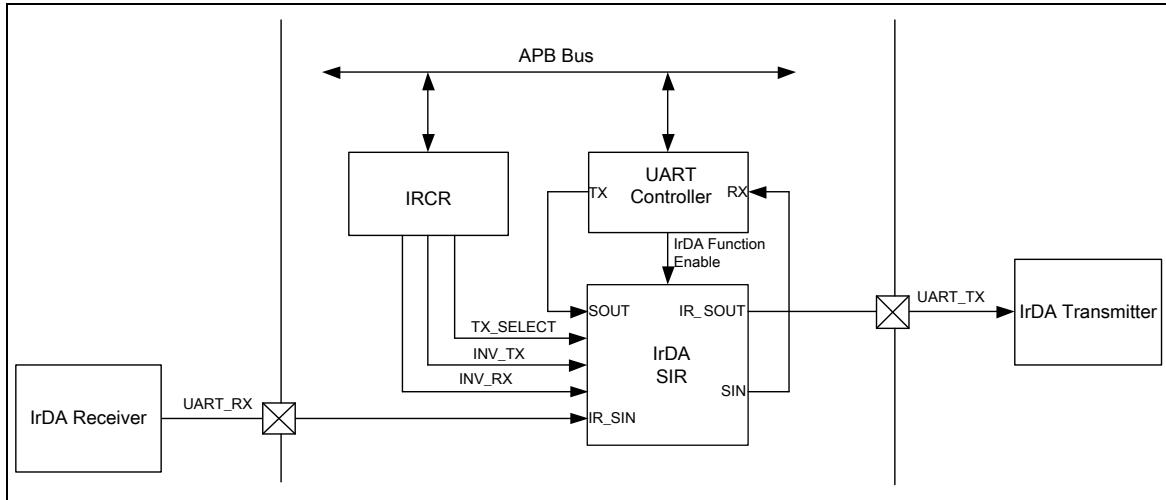 APB Bus
IRCR
UART
Controller
TX
RX
IrDA Function
Enable
SOUT
IR_SOUT
TX_SELECT
INV_TX
INV_RX
IrDA
SIR
SIN
IR_SIN
UART_TX
IrDA Transmitter
UART_RX
IrDA Receiver